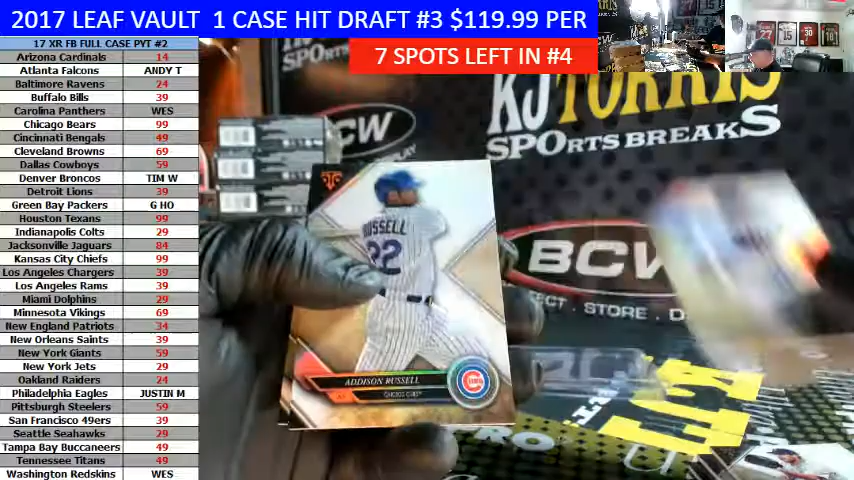 2017 LEAF VAULT 1 CASE HIT DRAFT #3 $119.99 PER
7 SPOTS LEFT IN #4
17 XR FB FULL CASE PYT #2
Arizona Cardinals 14
Atlanta Falcons ANDY T
Baltimore Ravens 24
Buffalo Bills 39
Carolina Panthers WES
Chicago Bears 99
Cincinnati Bengals 49
Cleveland Browns 69
Dallas Cowboys 59
Denver Broncos TIM W
Detroit Lions 39
Green Bay Packers G HO
Houston Texans 99
Indianapolis Colts 29
Jacksonville Jaguars 84
Kansas City Chiefs 99
Los Angeles Chargers 39
Los Angeles Rams 39
Miami Dolphins 29
Minnesota Vikings 69
New England Patriots 34
New Orleans Saints 39
New York Giants 59
New York Jets 29
Oakland Raiders 24
Philadelphia Eagles JUSTIN M
Pittsburgh Steelers 59
San Francisco 49ers 39
Seattle Seahawks 29
Tampa Bay Buccaneers 49
Tennessee Titans 49
Washington Redskins WES
KJ TORRIS
SPOrts BREAKS
BCW
STORE
RUSSELL
22
ADDISON RUSSELL
CHICAGO CUBS